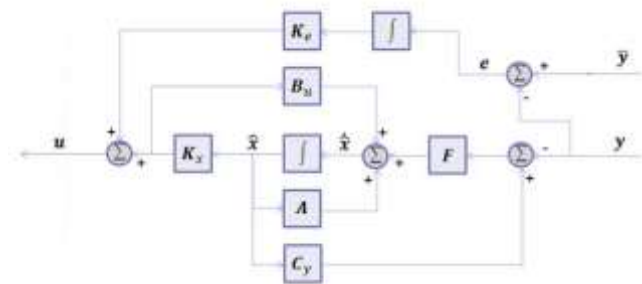 K_e ∫
e Σ + ȳ
-
B_u
+ + -
u Σ + K_x x̂ ∫ x̂̇ Σ + F Σ - y
+ +
A
C_y